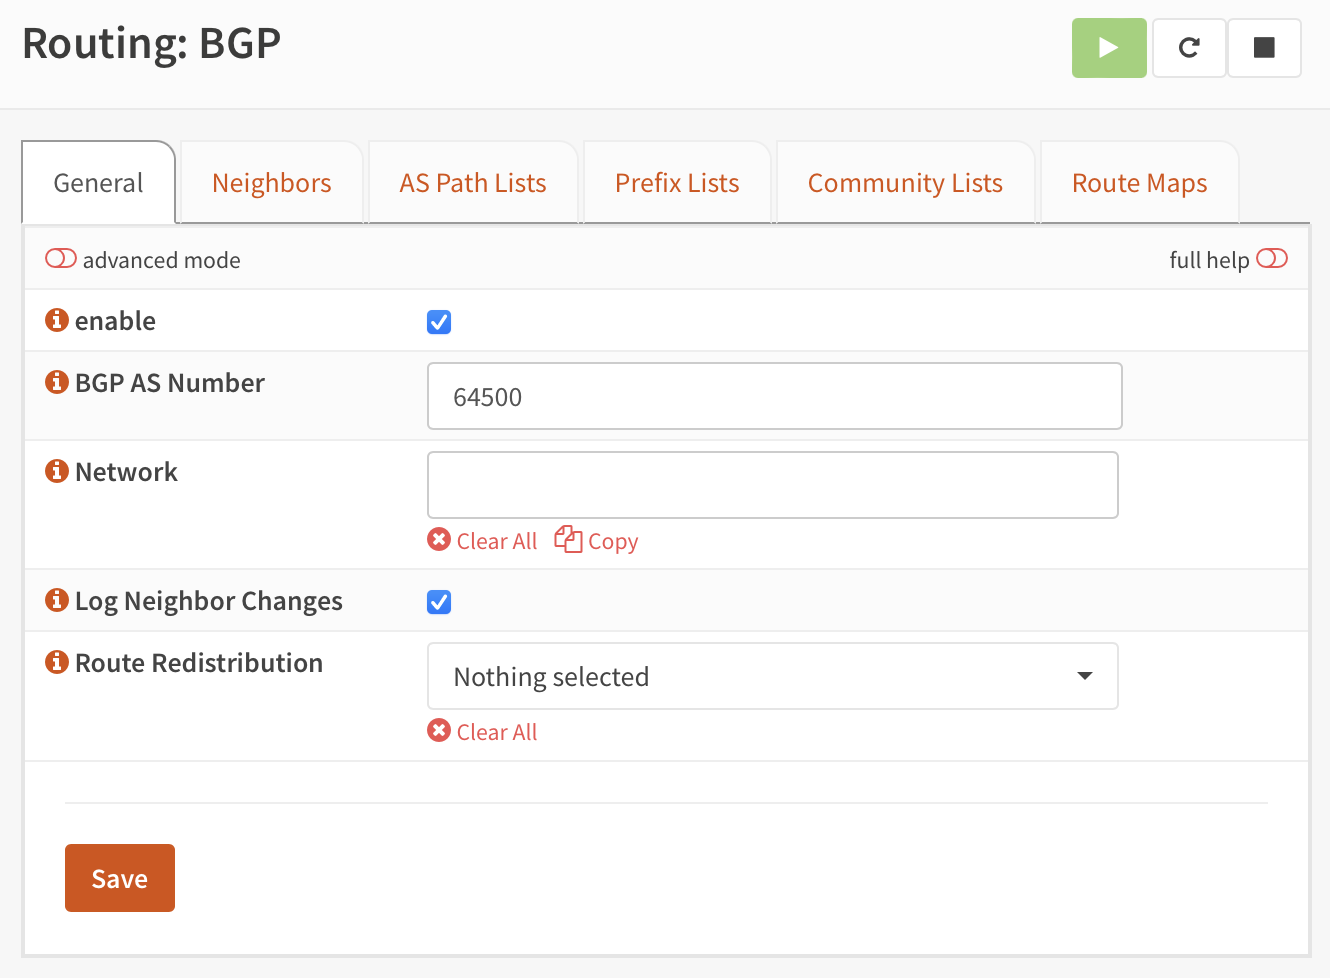 Routing: BGP
General
Neighbors
AS Path Lists
Prefix Lists
Community Lists
Route Maps
advanced mode
full help
enable
BGP AS Number
64500
Network
Clear All
Copy
Log Neighbor Changes
Route Redistribution
Nothing selected
Clear All
Save